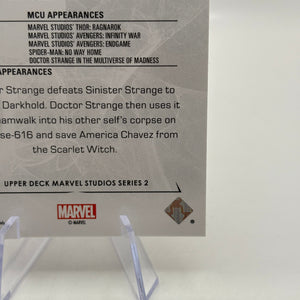 MCU APPEARANCES
MARVEL STUDIOS' THOR: RAGNAROK
MARVEL STUDIOS' AVENGERS: INFINITY WAR
MARVEL STUDIOS' AVENGERS: ENDGAME
SPIDER-MAN: NO WAY HOME
DOCTOR STRANGE IN THE MULTIVERSE OF MADNESS
APPEARANCES
r Strange defeats Sinister Strange to
Darkhold. Doctor Strange then uses it
amwalk into his other self's corpse on
se-616 and save America Chavez from
the Scarlet Witch.
UPPER DECK MARVEL STUDIOS SERIES 2
MARVEL
© MARVEL